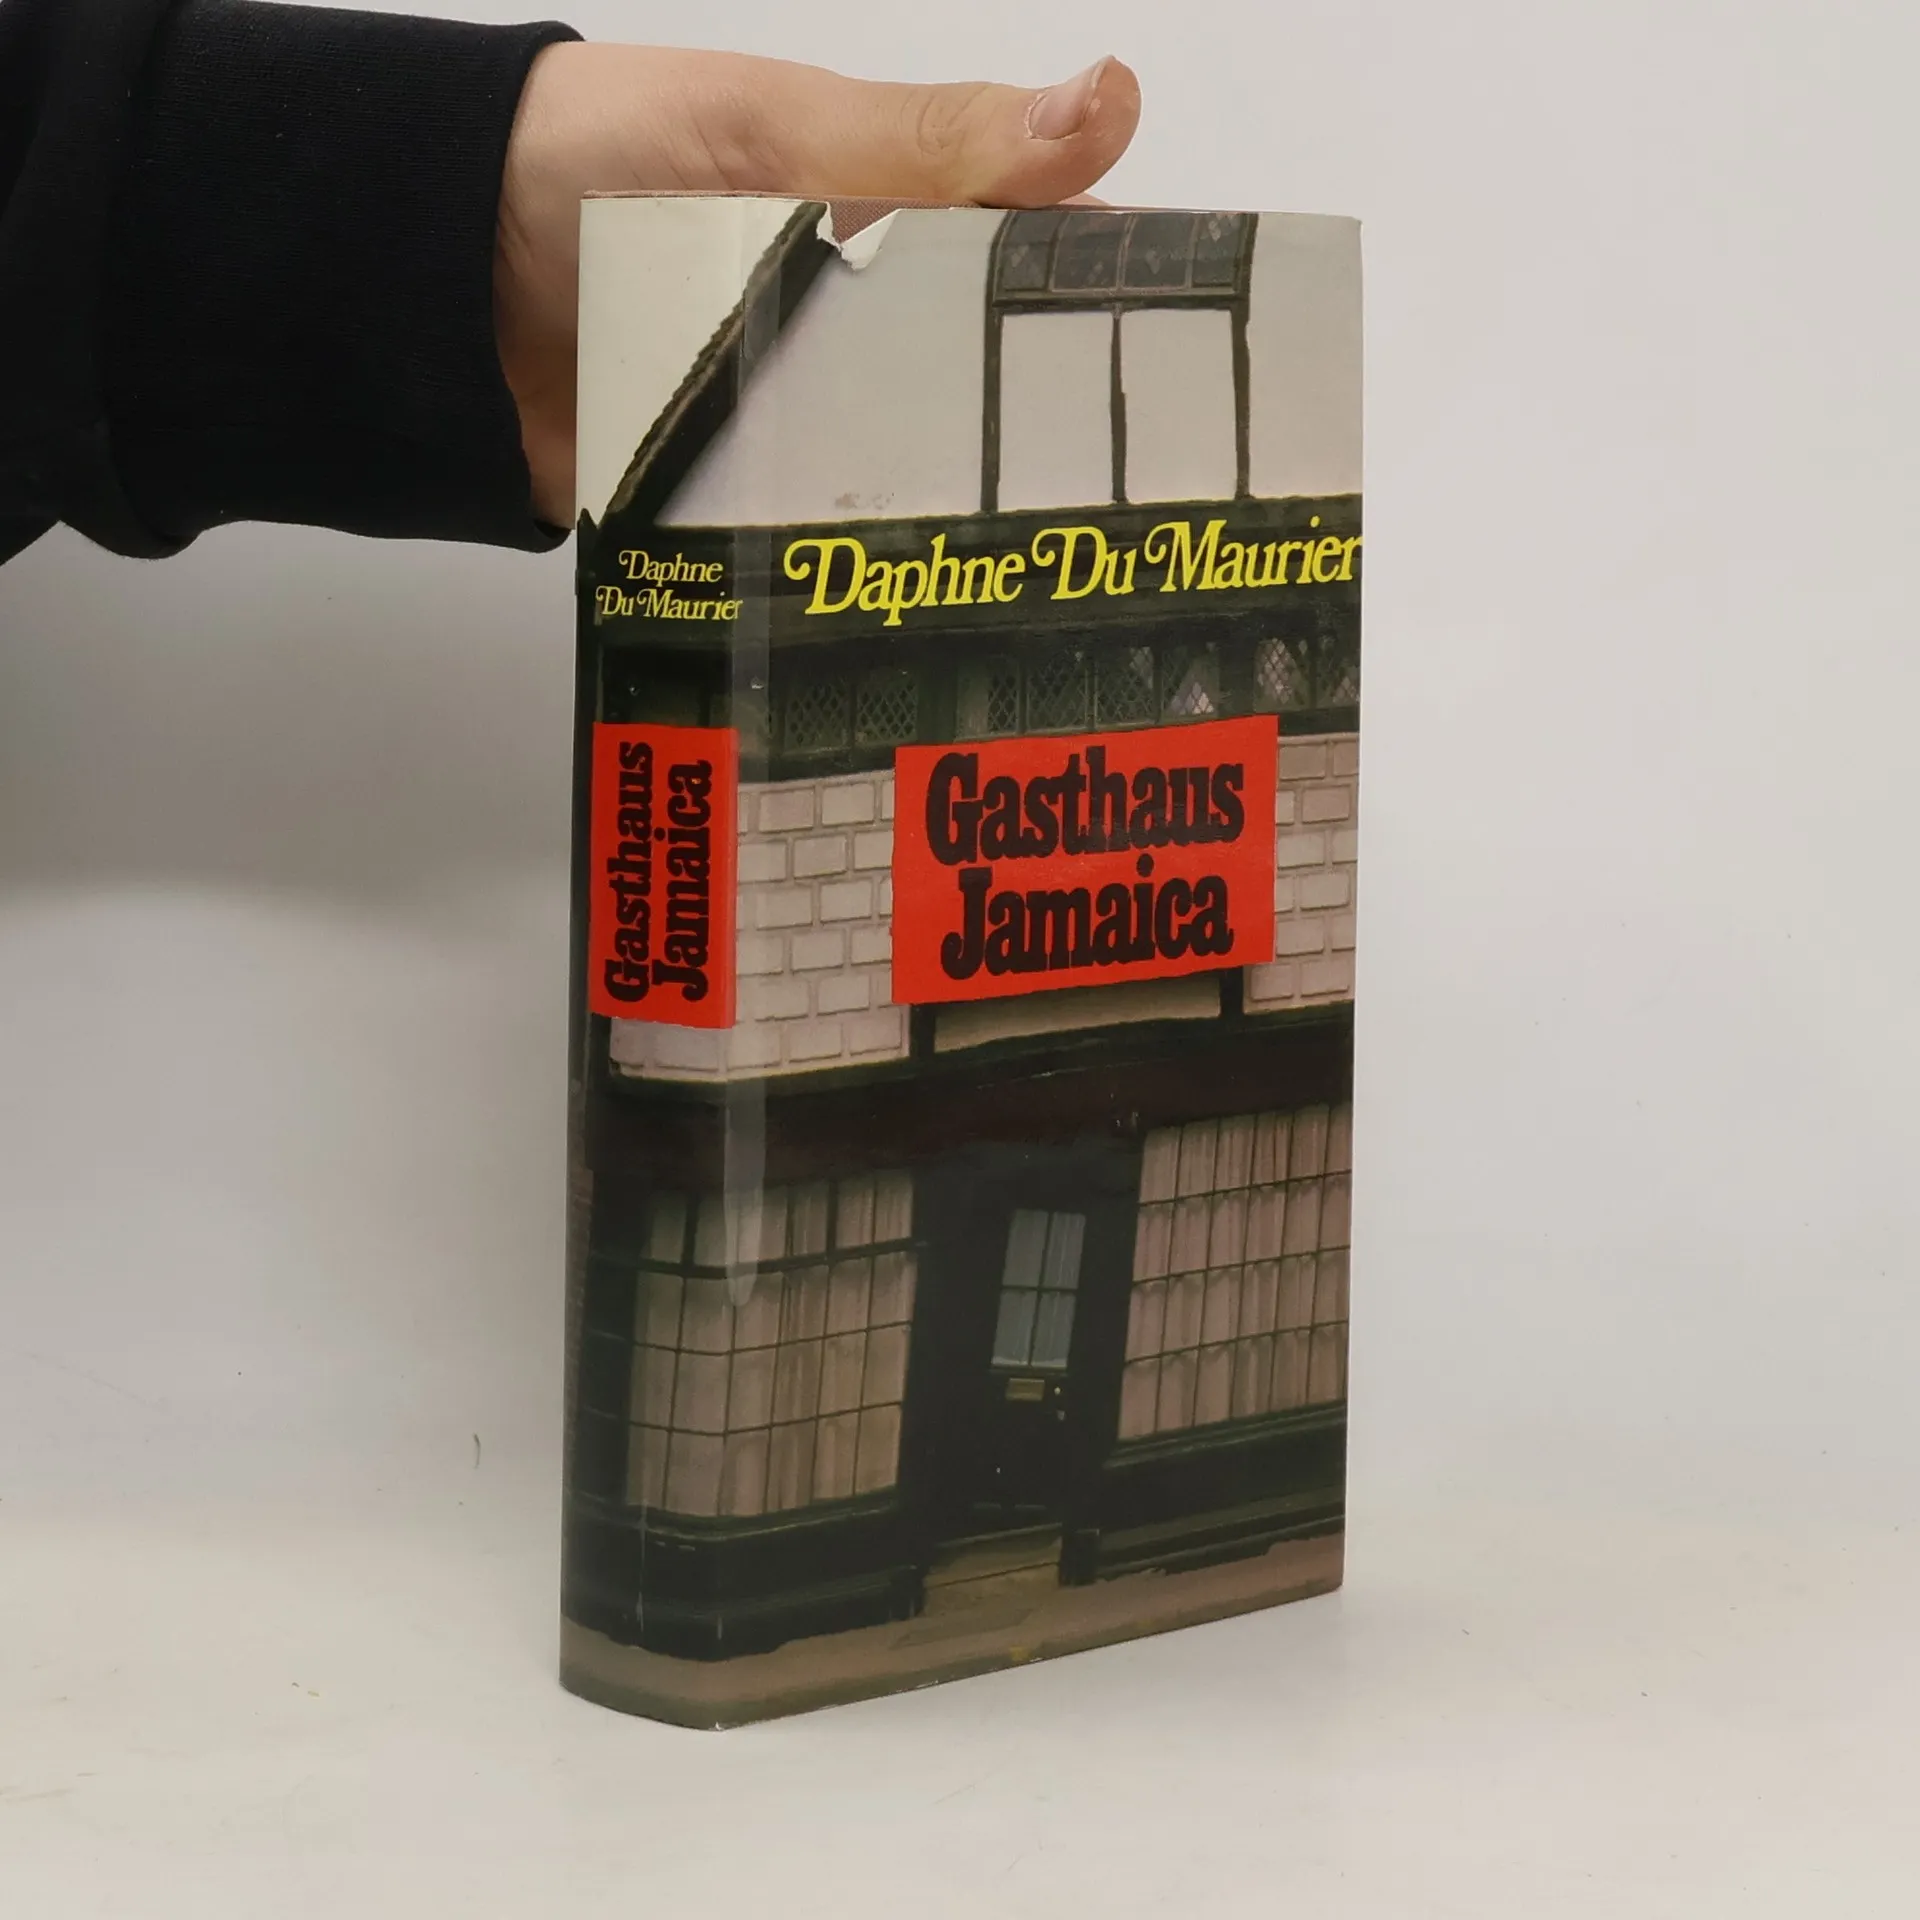 Daphne
Du Maurier
Gasthaus
Jamaica
Daphne Du Maurier
Gasthaus
Jamaica